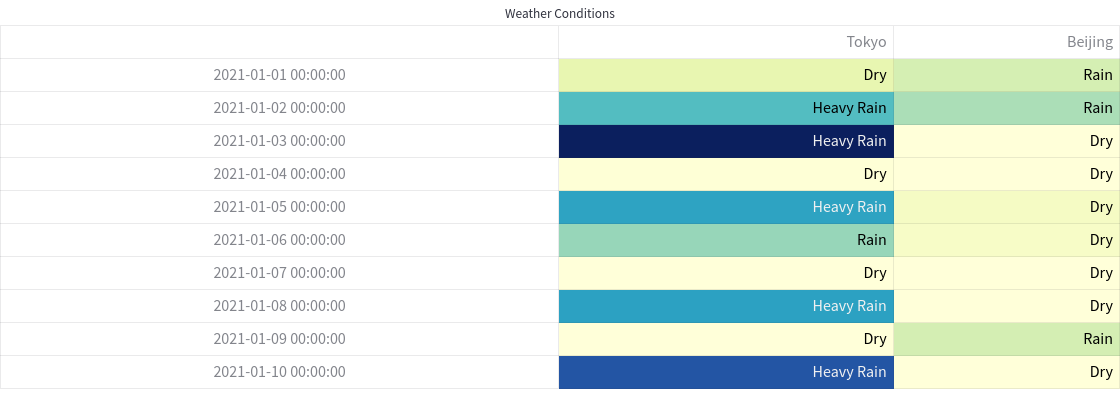 Weather Conditions
Tokyo Beijing
2021-01-01 00:00:00 Dry Rain
2021-01-02 00:00:00 Heavy Rain Rain
2021-01-03 00:00:00 Heavy Rain Dry
2021-01-04 00:00:00 Dry Dry
2021-01-05 00:00:00 Heavy Rain Dry
2021-01-06 00:00:00 Rain Dry
2021-01-07 00:00:00 Dry Dry
2021-01-08 00:00:00 Heavy Rain Dry
2021-01-09 00:00:00 Dry Rain
2021-01-10 00:00:00 Heavy Rain Dry